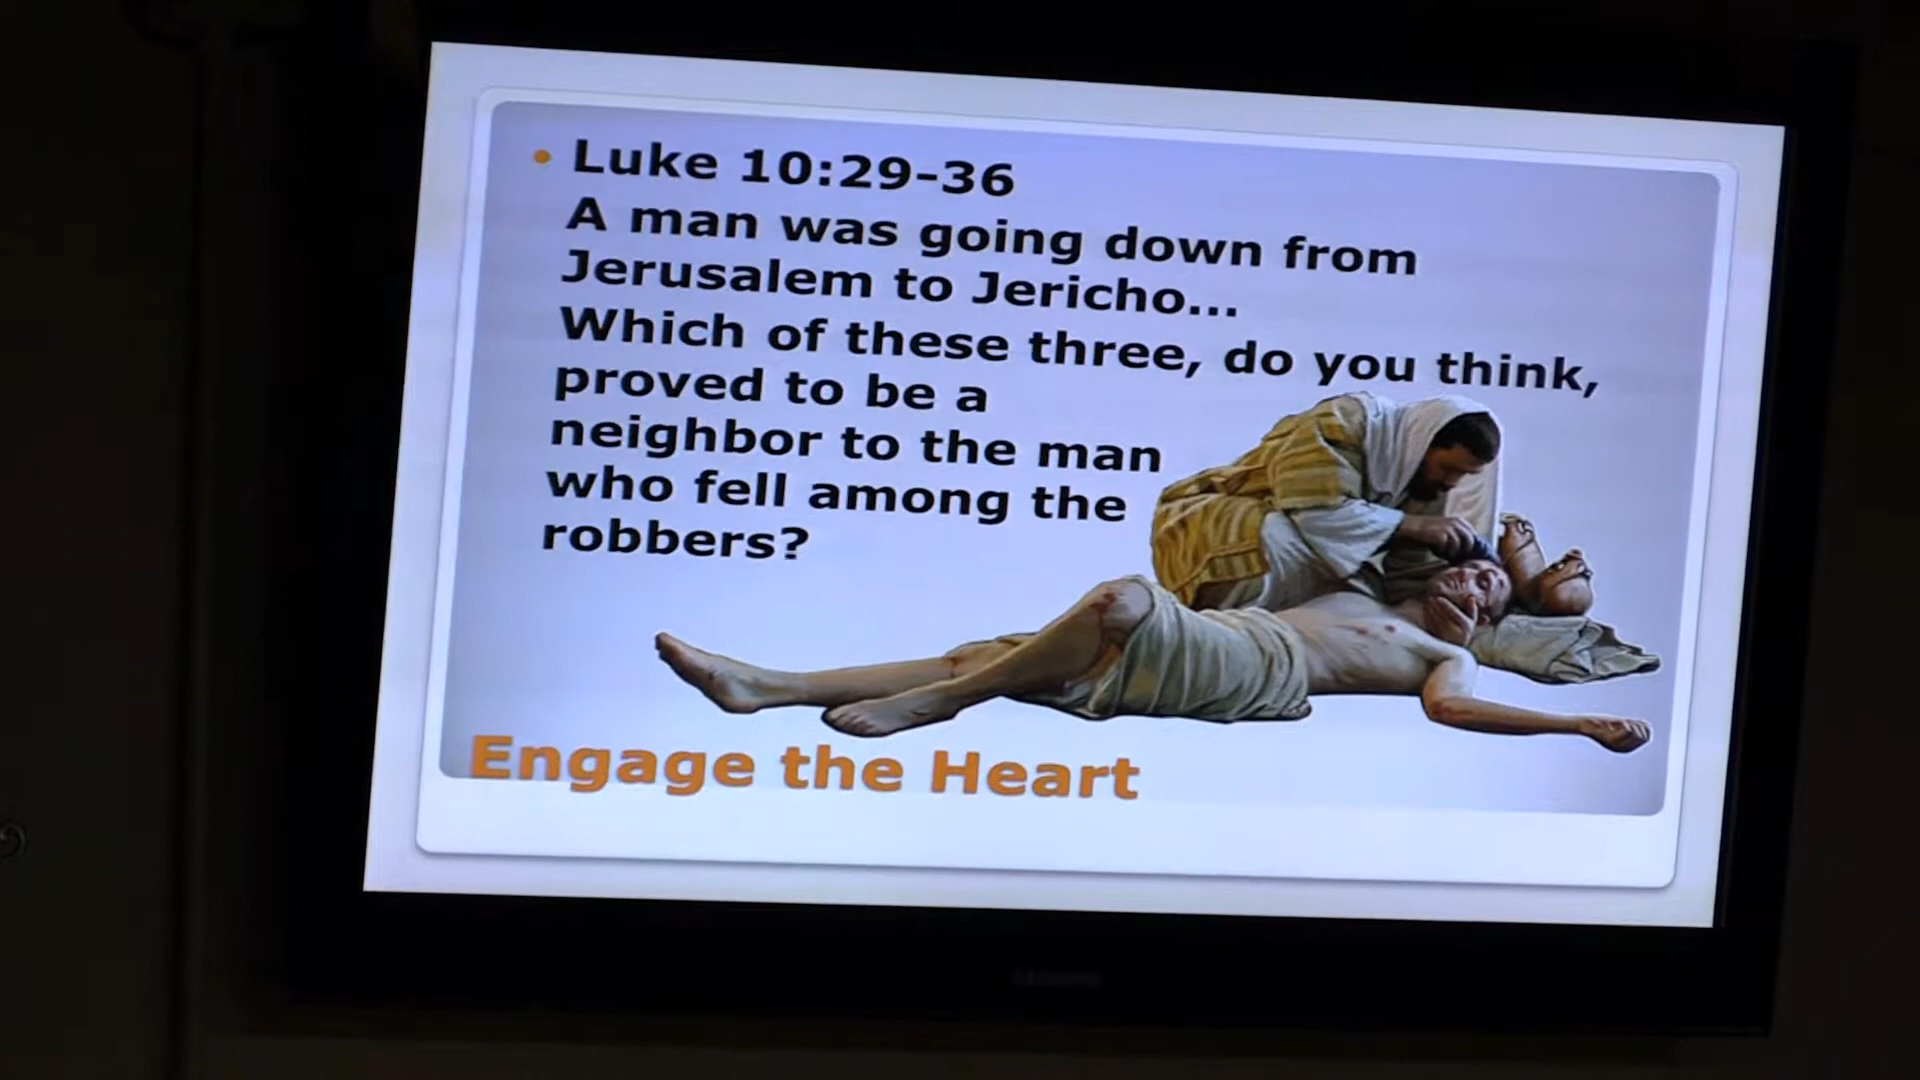 Luke 10:29-36
A man was going down from
Jerusalem to Jericho...
Which of these three, do you think,
proved to be a
neighbor to the man
who fell among the
robbers?
Engage the Heart